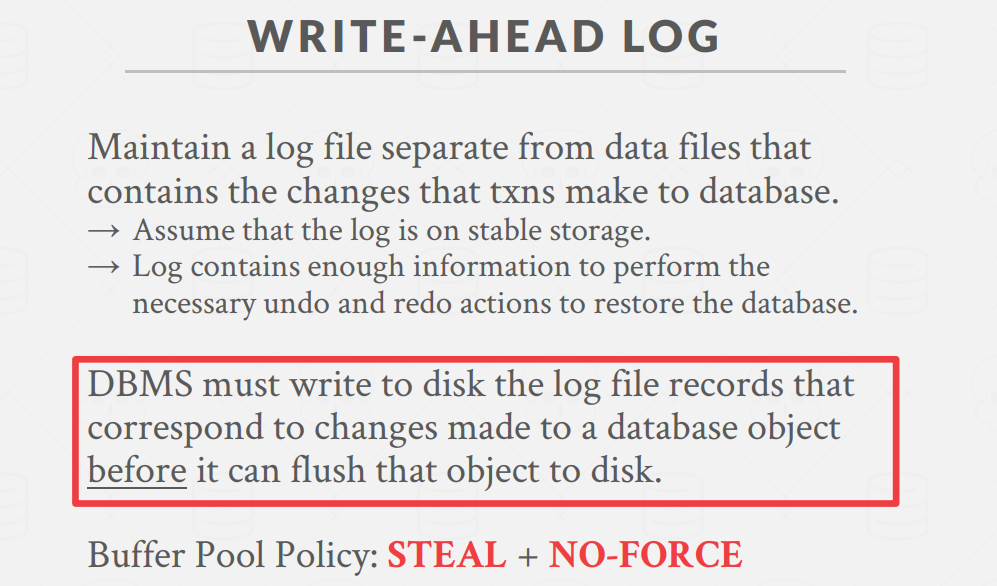 WRITE-AHEAD LOG
Maintain a log file separate from data files that
contains the changes that txns make to database.
→ Assume that the log is on stable storage.
→ Log contains enough information to perform the
necessary undo and redo actions to restore the database.
DBMS must write to disk the log file records that
correspond to changes made to a database object
before it can flush that object to disk.
Buffer Pool Policy: STEAL + NO-FORCE